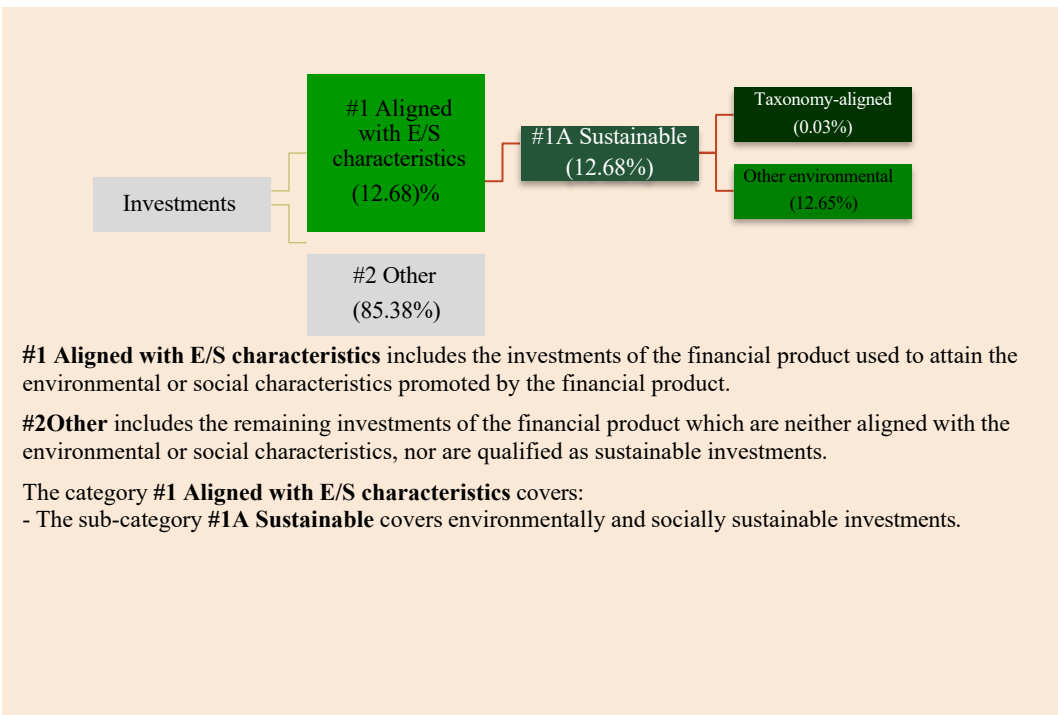 Investments
#1 Aligned
with E/S
characteristics
(12.68)%
#2 Other
(85.38%)
#1A Sustainable
(12.68%)
Taxonomy-aligned
(0.03%)
Other environmental
(12.65%)
#1 Aligned with E/S characteristics includes the investments of the financial product used to attain the
environmental or social characteristics promoted by the financial product.
#2Other includes the remaining investments of the financial product which are neither aligned with the
environmental or social characteristics, nor are qualified as sustainable investments.
The category #1 Aligned with E/S characteristics covers:
- The sub-category #1A Sustainable covers environmentally and socially sustainable investments.